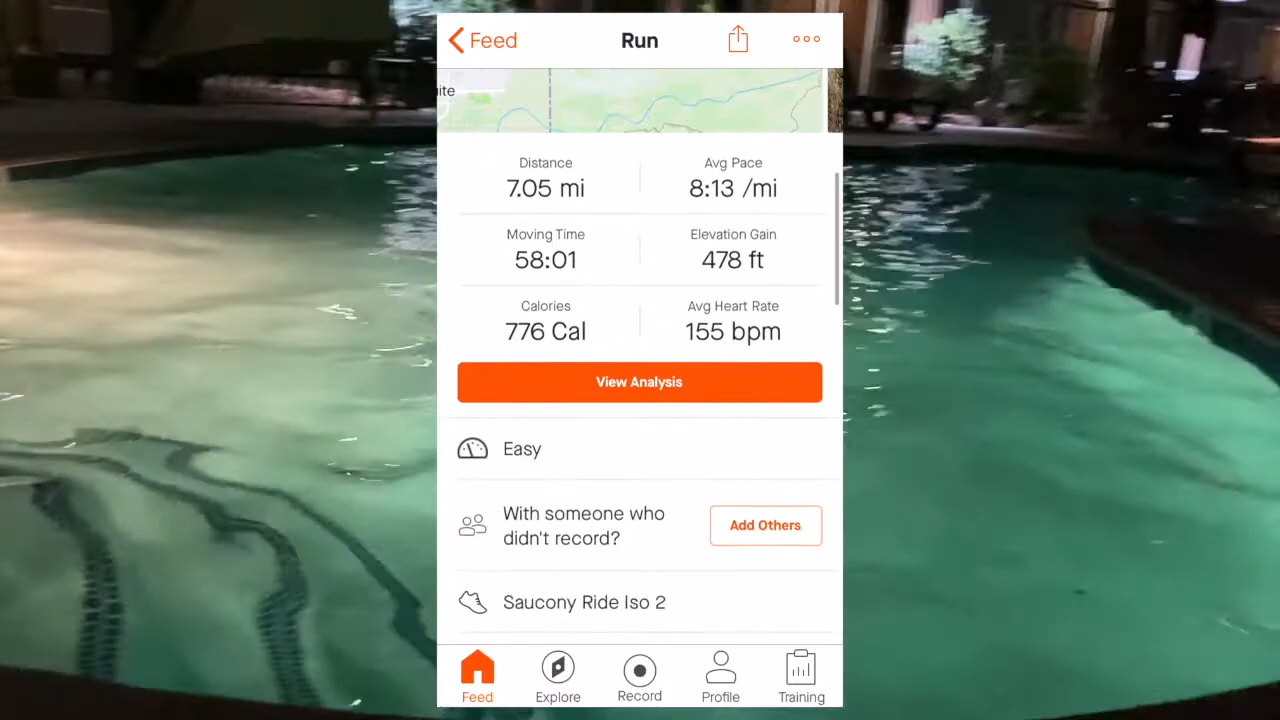 Feed
Run
ite
Distance
7.05 mi
Avg Pace
8:13 /mi
Moving Time
58:01
Elevation Gain
478 ft
Calories
776 Cal
Avg Heart Rate
155 bpm
View Analysis
Easy
With someone who
didn't record?
Add Others
Saucony Ride Iso 2
Feed
Explore
Record
Profile
Training